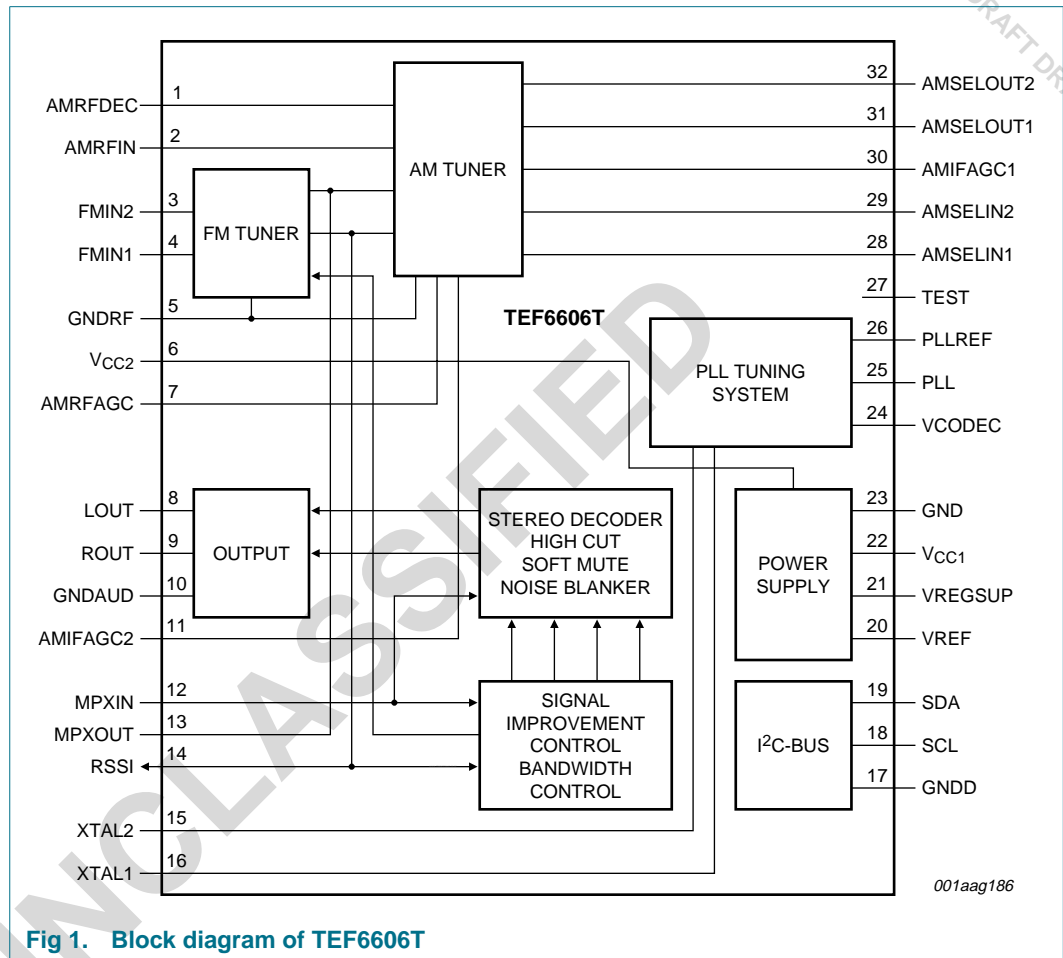 DRAFT DR
AMRFDEC 1
AMRFIN 2
FMIN2 3
FMIN1 4
GNDRF 5
VCC2 6
AMRFAGC 7
LOUT 8
ROUT 9
GNDAUD 10
AMIFAGC2 11
MPXIN 12
MPXOUT 13
RSSI 14
XTAL2 15
XTAL1 16
AM TUNER
FM TUNER
TEF6606T
PLL TUNING
SYSTEM
OUTPUT
STEREO DECODER
HIGH CUT
SOFT MUTE
NOISE BLANKER
POWER
SUPPLY
SIGNAL
IMPROVEMENT
CONTROL
BANDWIDTH
CONTROL
I2C-BUS
32 AMSELOUT2
31 AMSELOUT1
30 AMIFAGC1
29 AMSELIN2
28 AMSELIN1
27 TEST
26 PLLREF
25 PLL
24 VCODEC
23 GND
22 VCC1
21 VREGSUP
20 VREF
19 SDA
18 SCL
17 GNDD
001aag186
NCLASSIFIED
Fig 1. Block diagram of TEF6606T